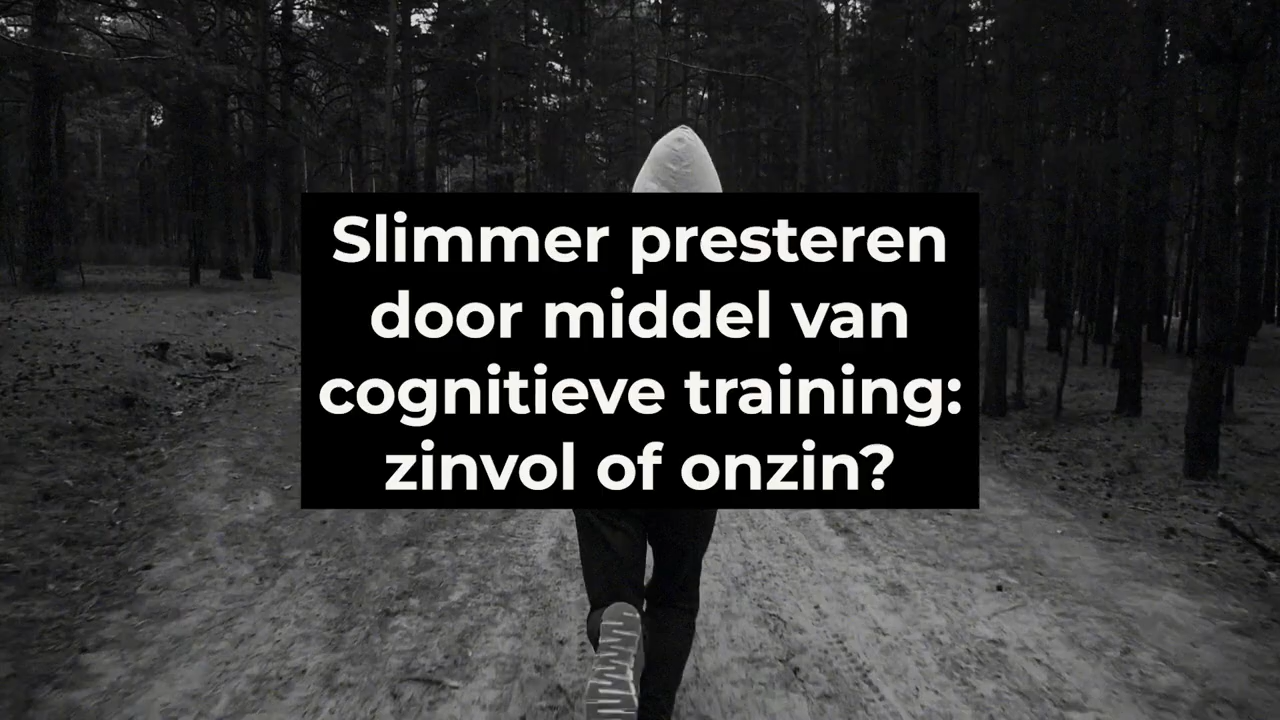 Slimmer presteren
door middel van
cognitieve training:
zinvol of onzin?